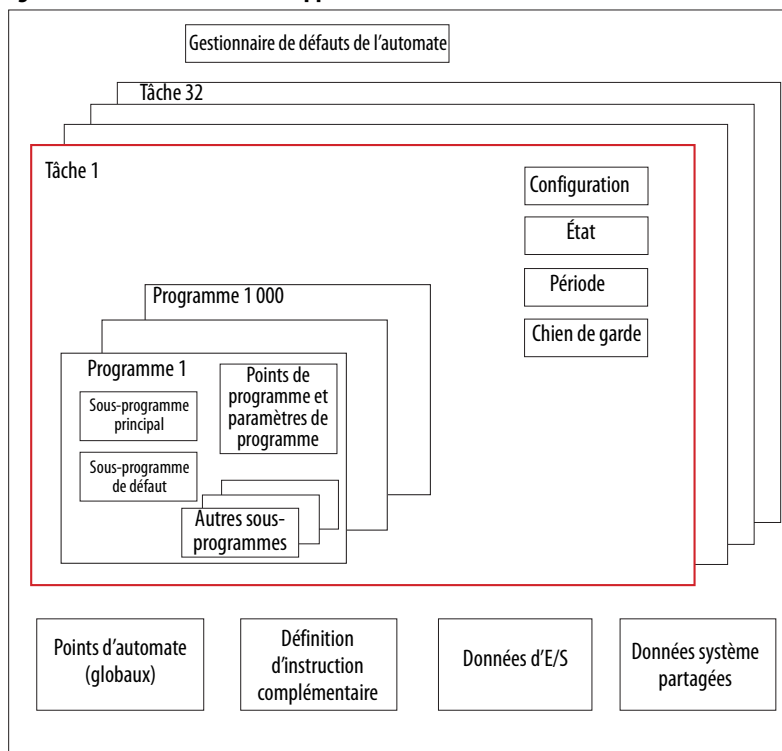 Gestionnaire de défauts de l'automate
Tâche 32
Tâche 1
Configuration
État
Période
Chien de garde
Programme 1 000
Programme 1
Sous-programme
principal
Sous-programme
de défaut
Points de
programme et
paramètres de
programme
Autres sous-
programmes
Points d'automate
(globaux)
Définition
d'instruction
complémentaire
Données d'E/S
Données système
partagées